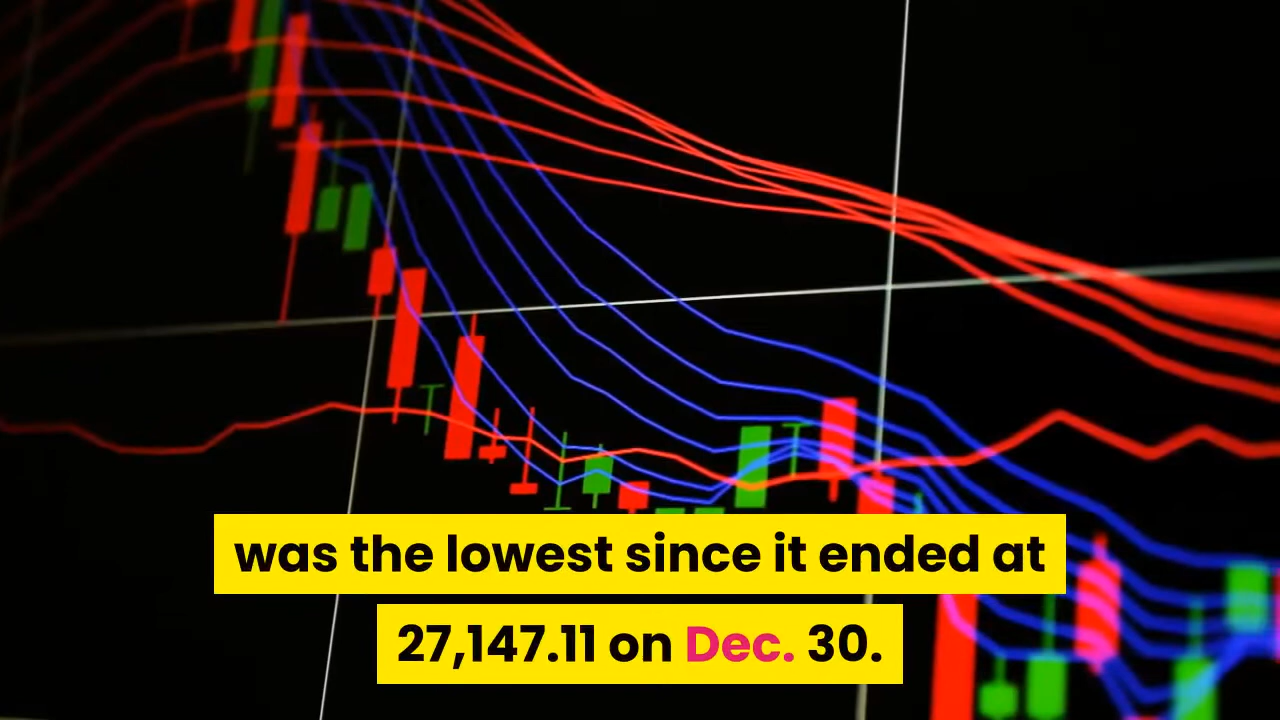 was the lowest since it ended at
27,147.11 on Dec. 30.